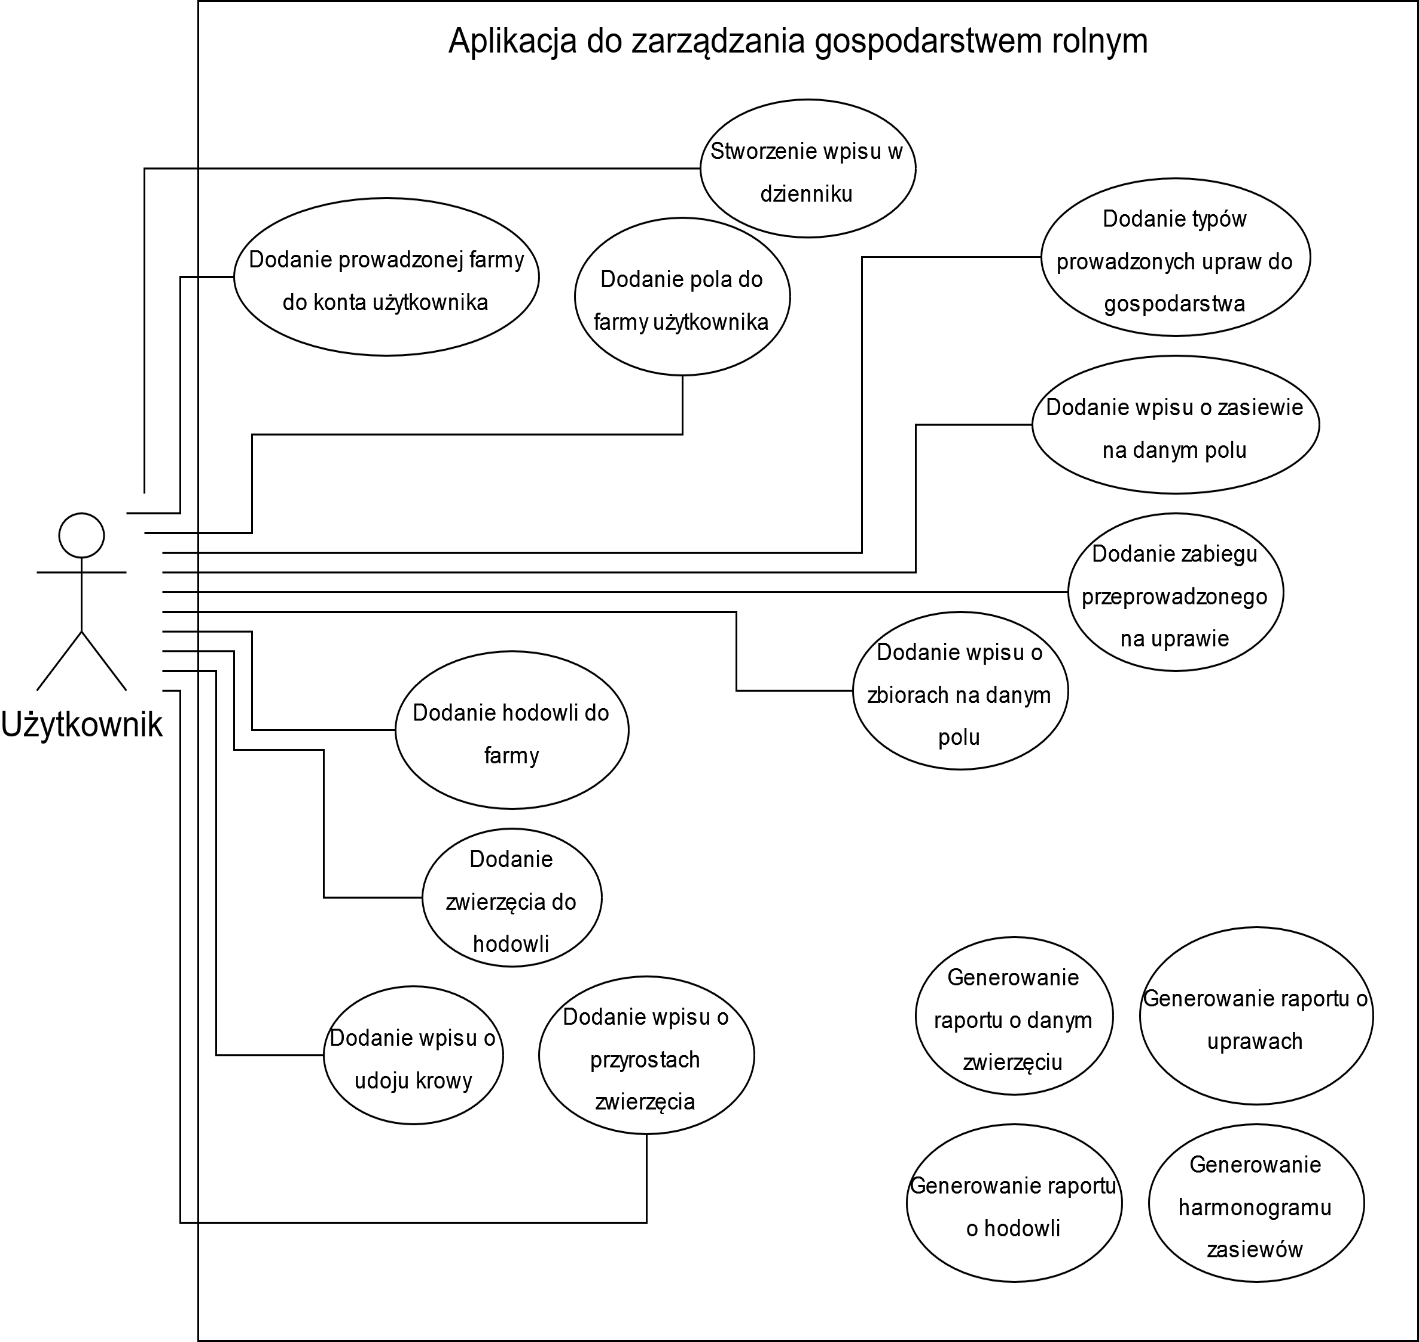 Aplikacja do zarządzania gospodarstwem rolnym
Stworzenie wpisu w
dzienniku
Dodanie prowadzonej farmy
do konta użytkownika
Dodanie pola do
farmy użytkownika
Dodanie typów
prowadzonych upraw do
gospodarstwa
Dodanie wpisu o zasiewie
na danym polu
Dodanie zabiegu
przeprowadzonego
na uprawie
Dodanie wpisu o
zbiorach na danym
polu
Użytkownik
Dodanie hodowli do
farmy
Dodanie
zwierzęcia do
hodowli
Dodanie wpisu o
udoju krowy
Dodanie wpisu o
przyrostach
zwierzęcia
Generowanie
raportu o danym
zwierzęciu
Generowanie raportu o
uprawach
Generowanie raportu
o hodowli
Generowanie
harmonogramu
zasiewów